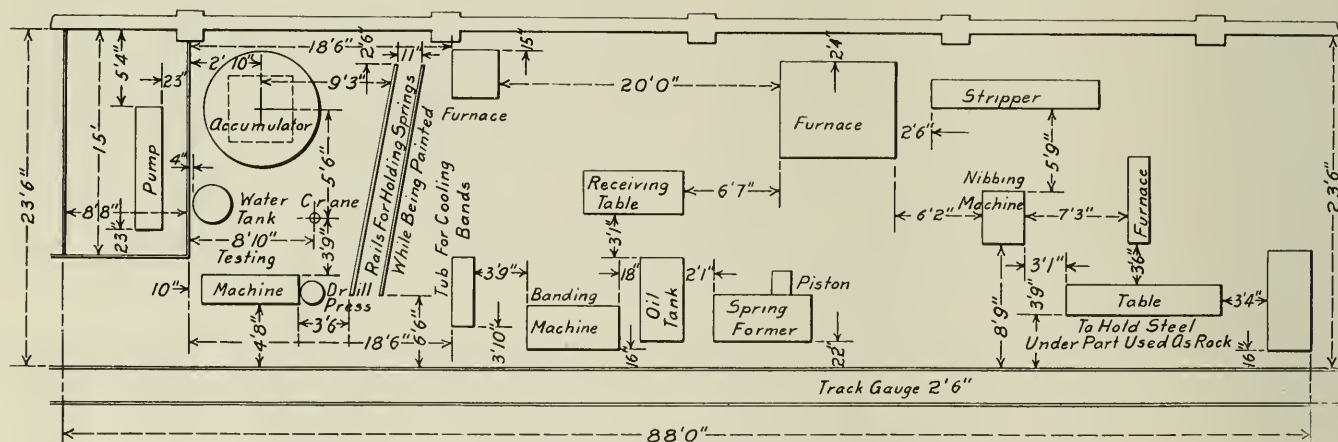 23'6"
15'
8'8"
5'4"
23"
Pump
23"
4"
18'6"
2'10"
9'3"
Accumulator
5'6"
Water
Tank
Crane
8'10"
3'9"
Testing
Machine
Drill
Press
10"
4'8"
3'6"
18'6"
6'6"
2'6"
11"
Rails For Holding Springs
While Being Painted
Tub For Cooling
Bands
15"
Furnace
20'0"
2'4"
Furnace
2'6"
Stripper
5'9"
Receiving
Table
6'7"
3'1"
6'2"
Nibbing
Machine
7'3"
Furnace
3'9"
Banding
Machine
18"
3'10"
16"
Oil
Tank
2'1"
Piston
Spring
Former
22"
8'9"
3'1"
3'9"
3'6"
Table
3'4"
To Hold Steel
Under Part Used As Rock
16"
23'6"
Track Gauge 2'6"
88'0"